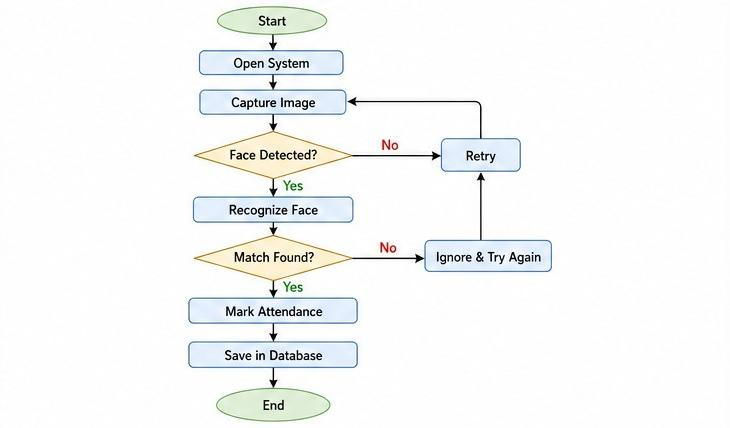 Start
Open System
Capture Image
Face Detected?
No
Retry
Yes
Recognize Face
Match Found?
No
Ignore & Try Again
Yes
Mark Attendance
Save in Database
End